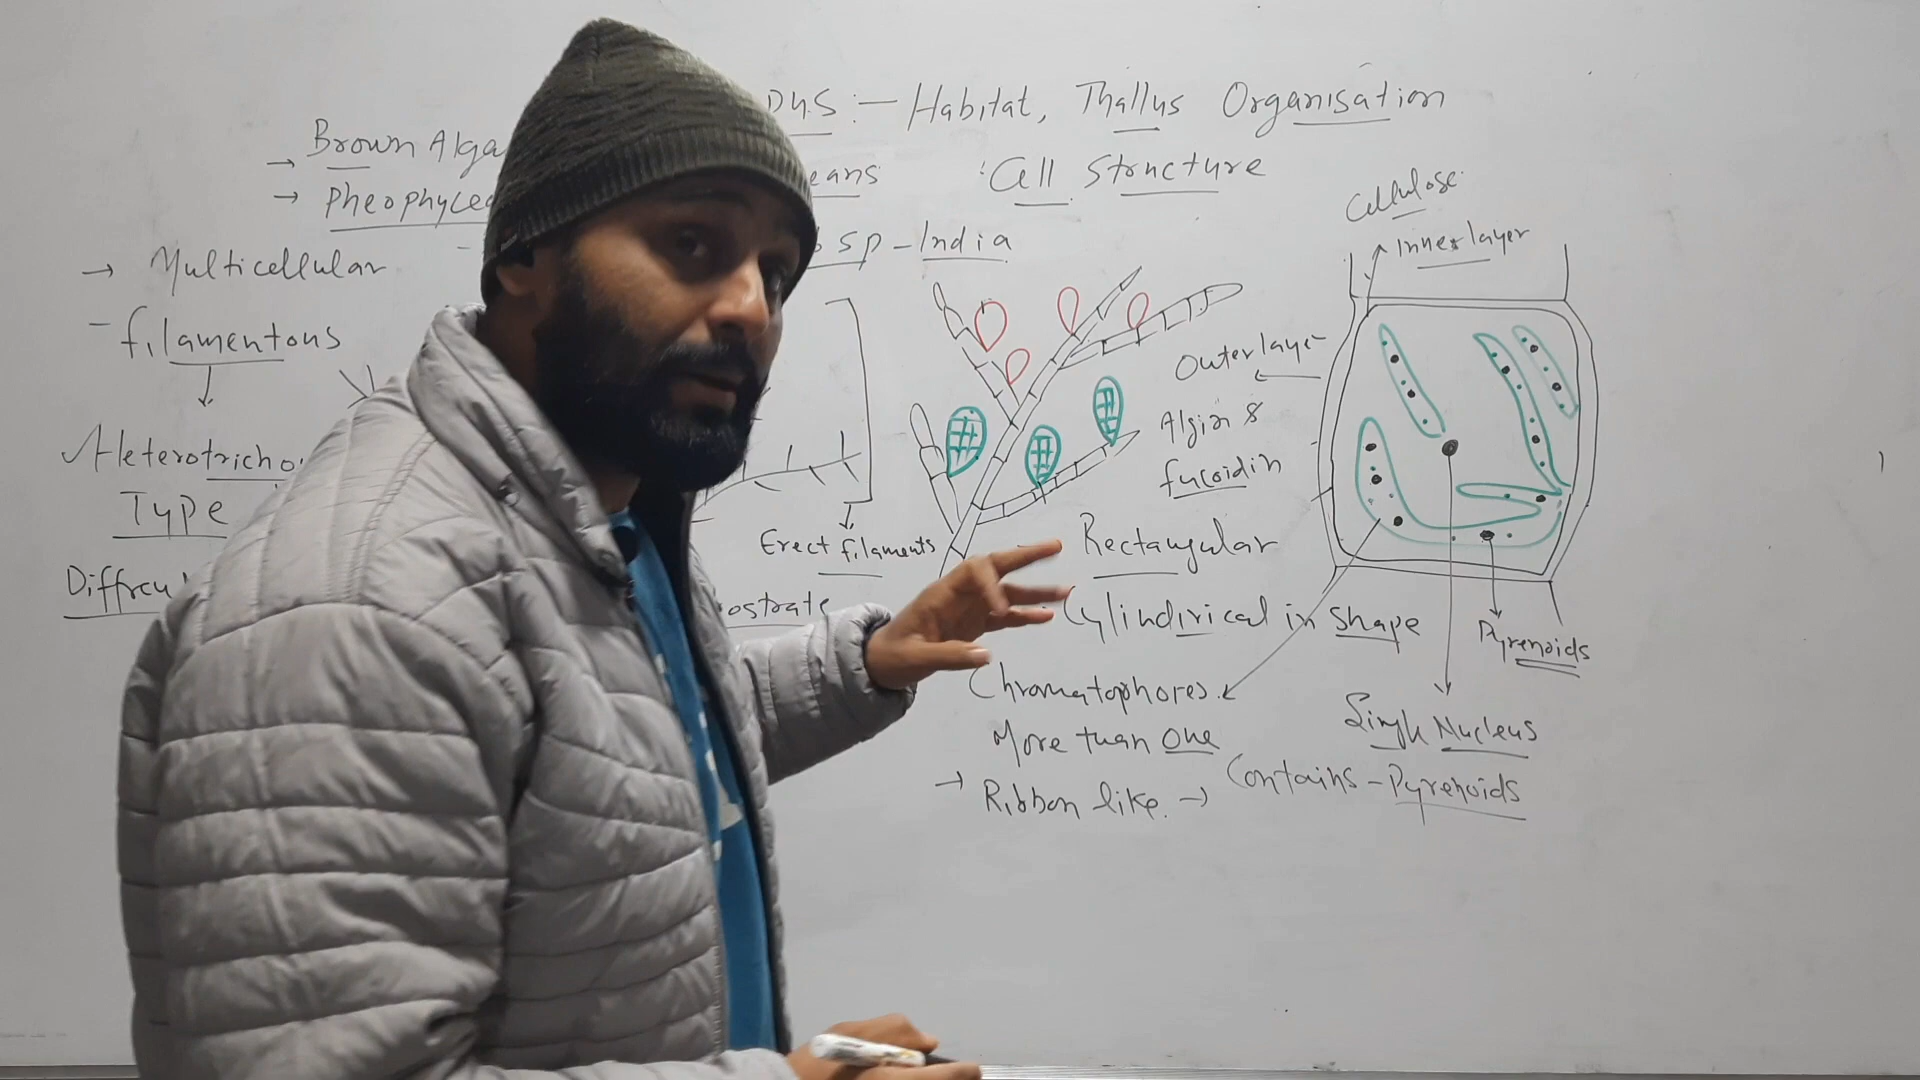 DUS :— Habitat, Thallus Organisation
→ Brown Alga
eans
Cell Structure
→ Pheophycea
sp - India
→ Multicellular
- filamentous
Heterotricho
Type
Erect filaments
ostrate
Cellulose
Inner layer
Outer layer
Algin &
fucoidin
Rectangular
Cylindirical in shape
Pyrenoids
Chromatophores
More than One
Single Nucleus
→ Ribbon like → Contains - Pyrenoids